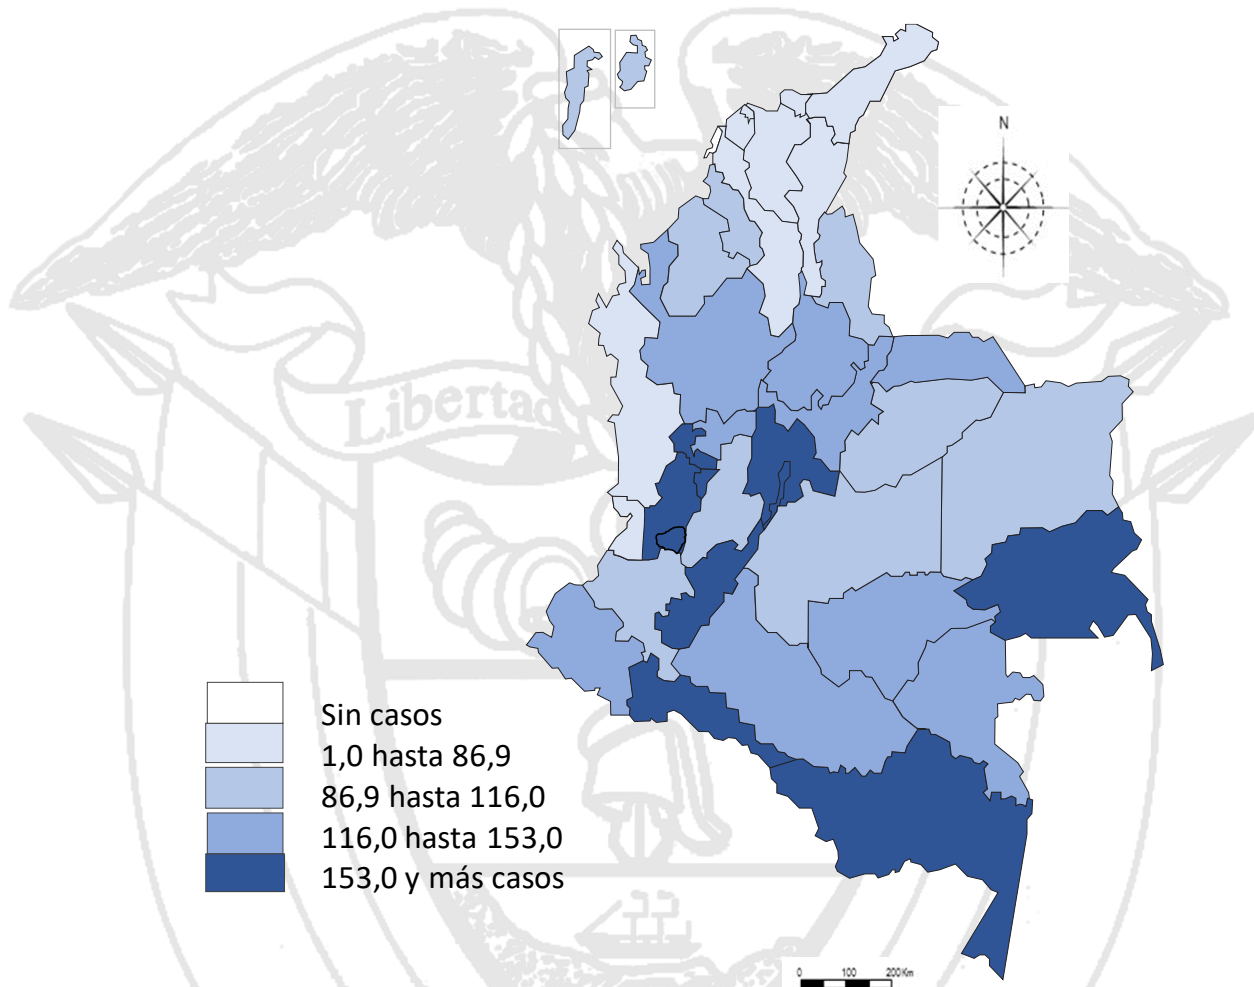 N
Libertad
Sin casos
1,0 hasta 86,9
86,9 hasta 116,0
116,0 hasta 153,0
153,0 y más casos
0 100 200 Km